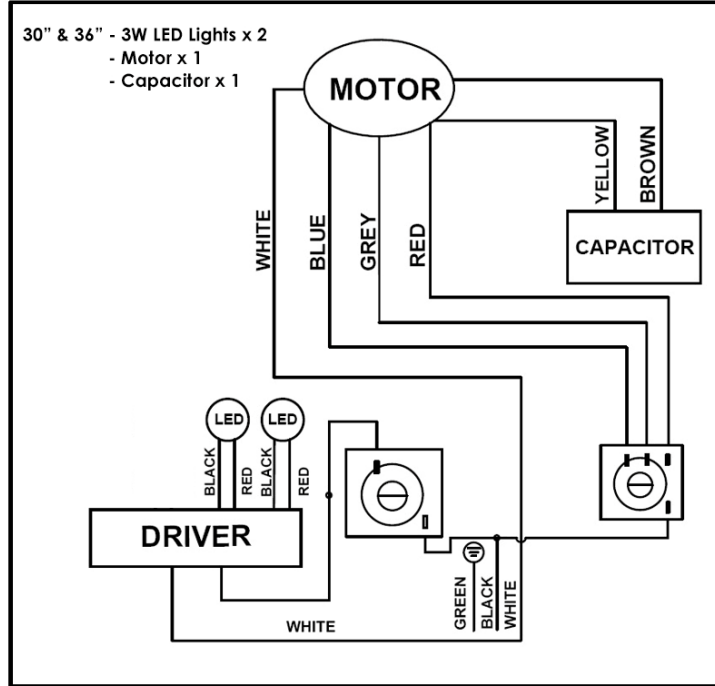 30” & 36” - 3W LED Lights x 2
- Motor x 1
- Capacitor x 1
MOTOR
WHITE
BLUE
GREY
RED
YELLOW
BROWN
CAPACITOR
LED
LED
BLACK
RED
BLACK
RED
DRIVER
GREEN
BLACK
WHITE
WHITE